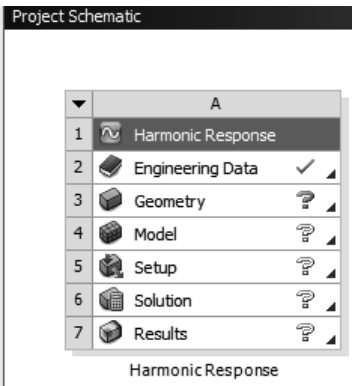 Project Schematic
A
1 Harmonic Response
2 Engineering Data
3 Geometry
4 Model
5 Setup
6 Solution
7 Results
Harmonic Response